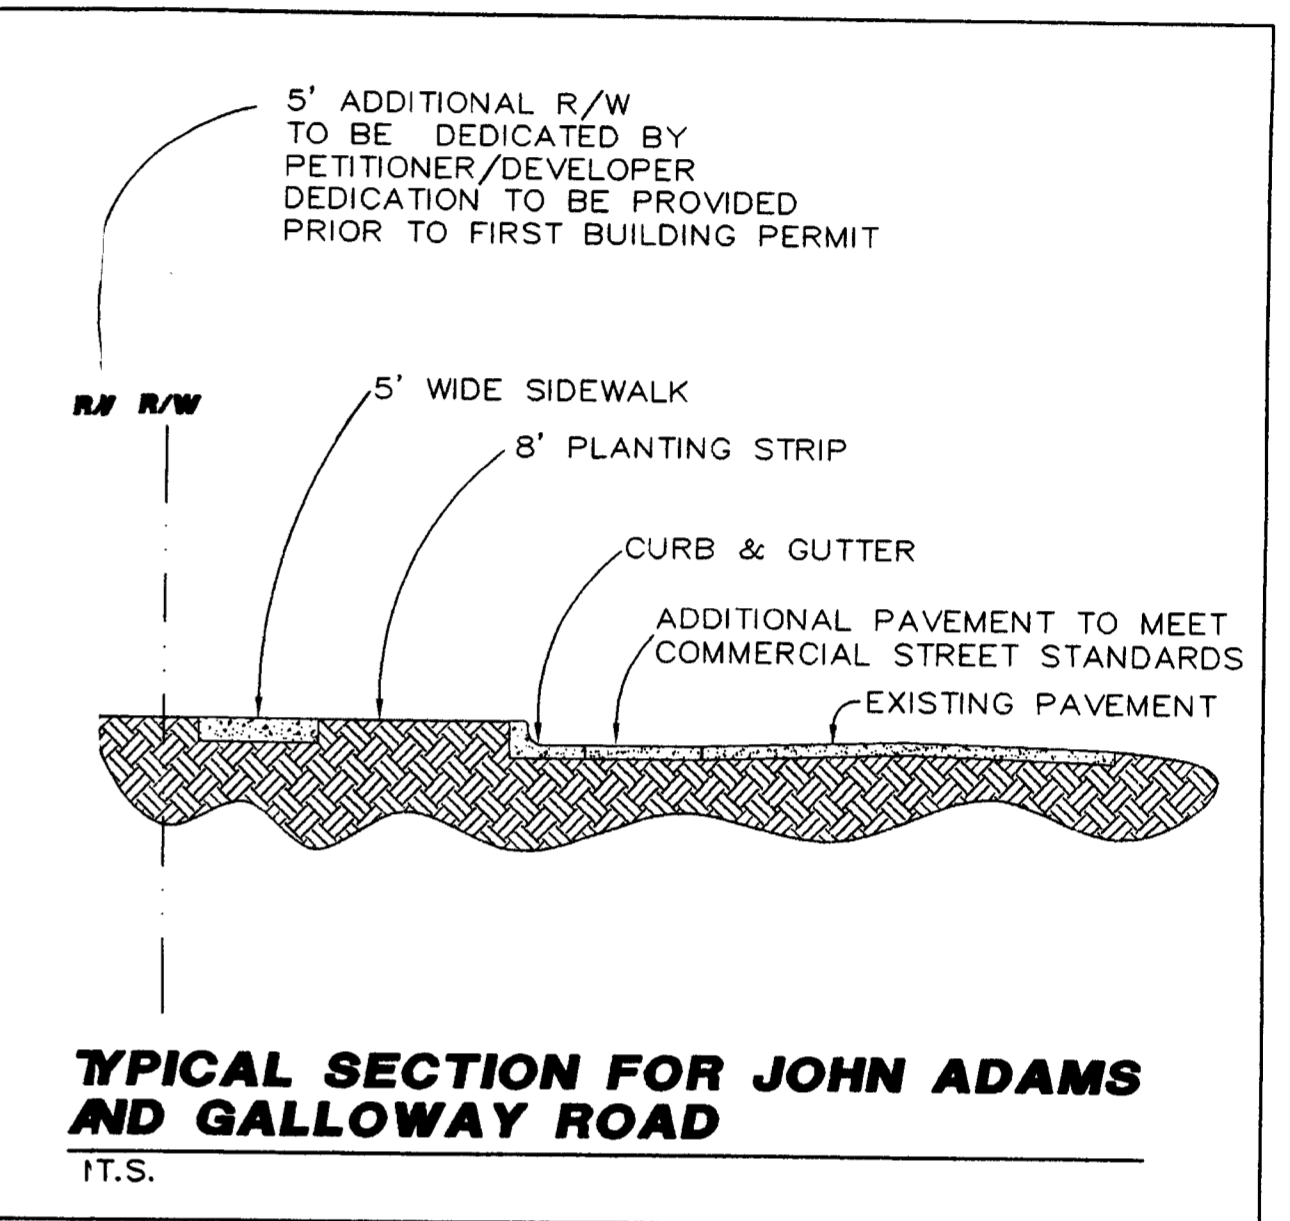 5' ADDITIONAL R/W
TO BE DEDICATED BY
PETITIONER/DEVELOPER
DEDICATION TO BE PROVIDED
PRIOR TO FIRST BUILDING PERMIT
R/W R/W
5' WIDE SIDEWALK
8' PLANTING STRIP
CURB & GUTTER
ADDITIONAL PAVEMENT TO MEET
COMMERCIAL STREET STANDARDS
EXISTING PAVEMENT
TYPICAL SECTION FOR JOHN ADAMS
AND GALLOWAY ROAD
N.T.S.